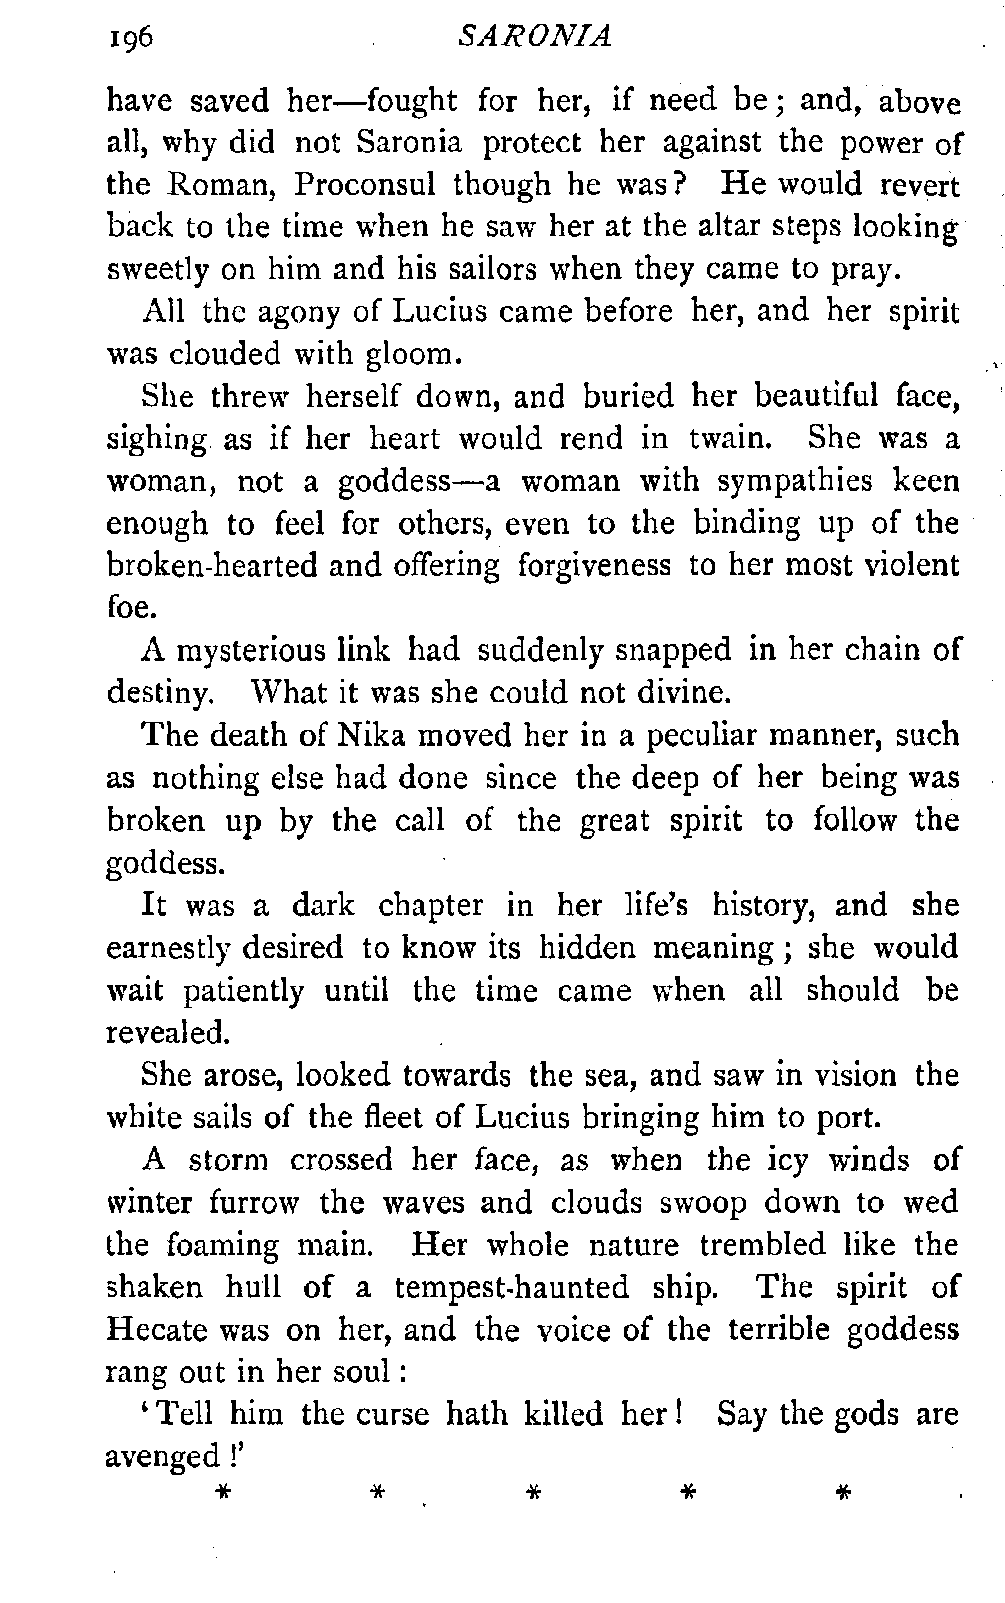 196 SARONIA
have saved her—fought for her, if need be; and, above
all, why did not Saronia protect her against the power of
the Roman, Proconsul though he was? He would revert
back to the time when he saw her at the altar steps looking
sweetly on him and his sailors when they came to pray.
All the agony of Lucius came before her, and her spirit
was clouded with gloom.
She threw herself down, and buried her beautiful face,
sighing as if her heart would rend in twain. She was a
woman, not a goddess—a woman with sympathies keen
enough to feel for others, even to the binding up of the
broken-hearted and offering forgiveness to her most violent
foe.
A mysterious link had suddenly snapped in her chain of
destiny. What it was she could not divine.
The death of Nika moved her in a peculiar manner, such
as nothing else had done since the deep of her being was
broken up by the call of the great spirit to follow the
goddess.
It was a dark chapter in her life's history, and she
earnestly desired to know its hidden meaning; she would
wait patiently until the time came when all should be
revealed.
She arose, looked towards the sea, and saw in vision the
white sails of the fleet of Lucius bringing him to port.
A storm crossed her face, as when the icy winds of
winter furrow the waves and clouds swoop down to wed
the foaming main. Her whole nature trembled like the
shaken hull of a tempest-haunted ship. The spirit of
Hecate was on her, and the voice of the terrible goddess
rang out in her soul:
'Tell him the curse hath killed her! Say the gods are
avenged!'
* * * * *